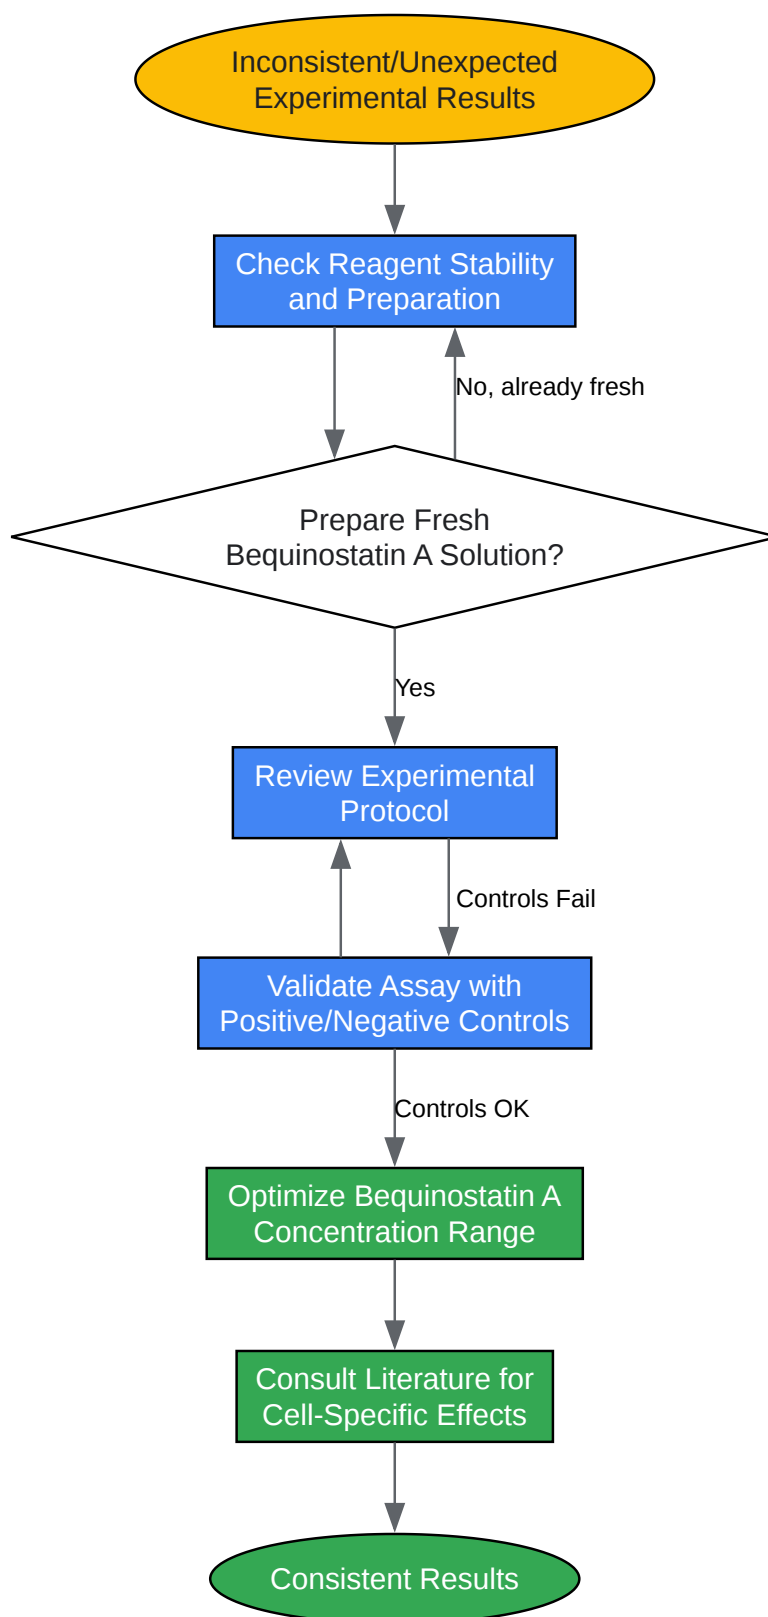 Inconsistent/Unexpected
Experimental Results
Check Reagent Stability
and Preparation
No, already fresh
Prepare Fresh
Bequinostatin A Solution?
Yes
Review Experimental
Protocol
Controls Fail
Validate Assay with
Positive/Negative Controls
Controls OK
Optimize Bequinostatin A
Concentration Range
Consult Literature for
Cell-Specific Effects
Consistent Results